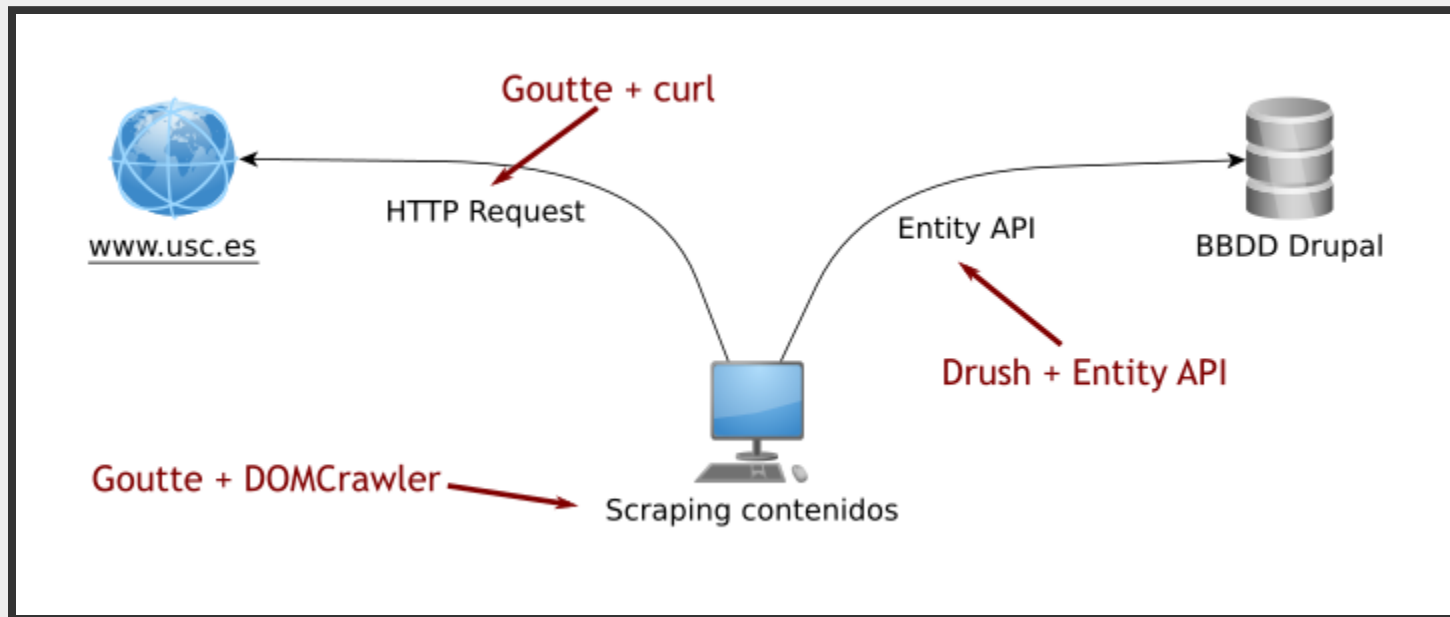 Goutte + curl
HTTP Request
www.usc.es
Entity API
BBDD Drupal
Drush + Entity API
Goutte + DOMCrawler
Scraping contenidos